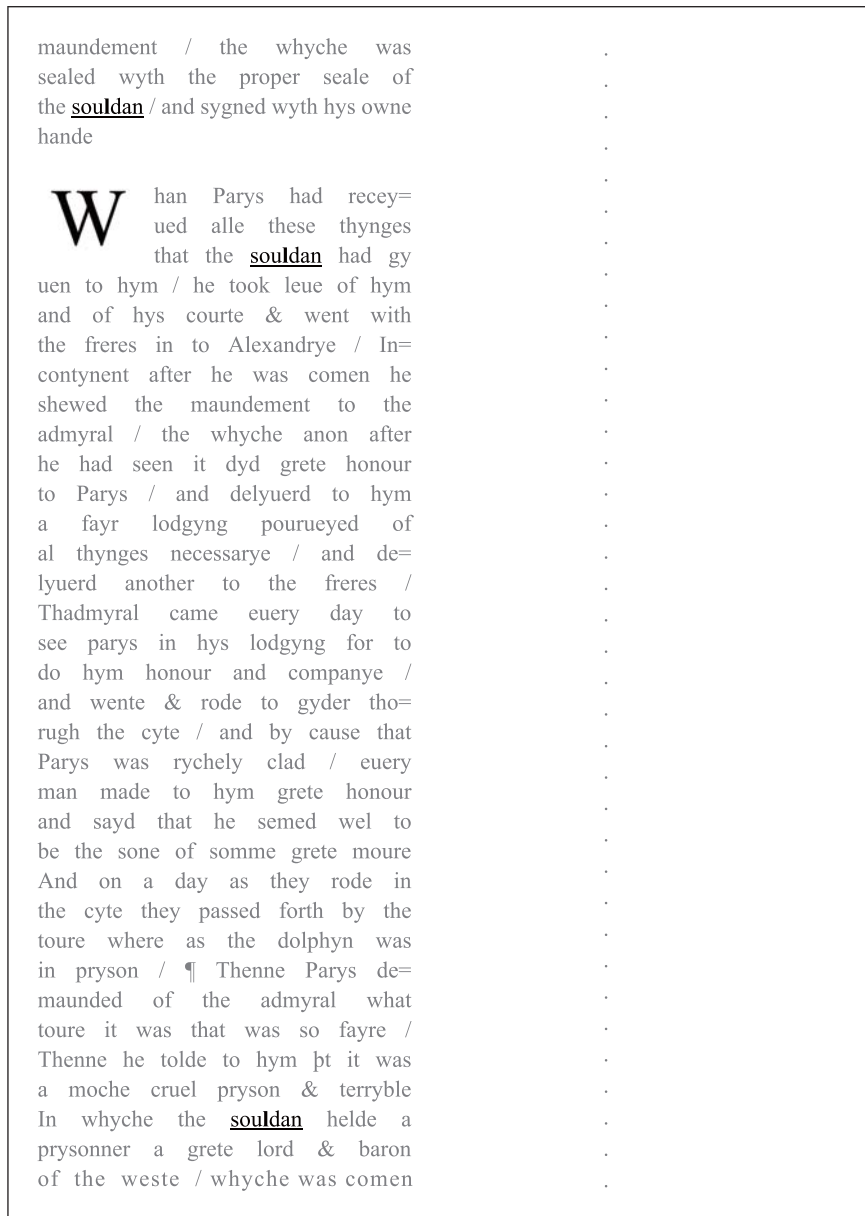 maundement / the whyche was
sealed wyth the proper seale of
the souldan / and sygned wyth hys owne
hande
Whan Parys had recey=
ued alle these thynges
that the souldan had gy
uen to hym / he took leue of hym
and of hys courte & went with
the freres in to Alexandrye / In=
contynent after he was comen he
shewed the maundement to the
admyral / the whyche anon after
he had seen it dyd grete honour
to Parys / and delyuerd to hym
a fayr lodgyng pourueyed of
al thynges necessarye / and de=
lyuerd another to the freres /
Thadmyral came euery day to
see parys in hys lodgyng for to
do hym honour and companye /
and wente & rode to gyder tho=
rugh the cyte / and by cause that
Parys was rychely clad / euery
man made to hym grete honour
and sayd that he semed wel to
be the sone of somme grete moure
And on a day as they rode in
the cyte they passed forth by the
toure where as the dolphyn was
in pryson / ¶ Thenne Parys de=
maunded of the admyral what
toure it was that was so fayre /
Thenne he tolde to hym þt it was
a moche cruel pryson & terryble
In whyche the souldan helde a
prysonner a grete lord & baron
of the weste / whyche was comen